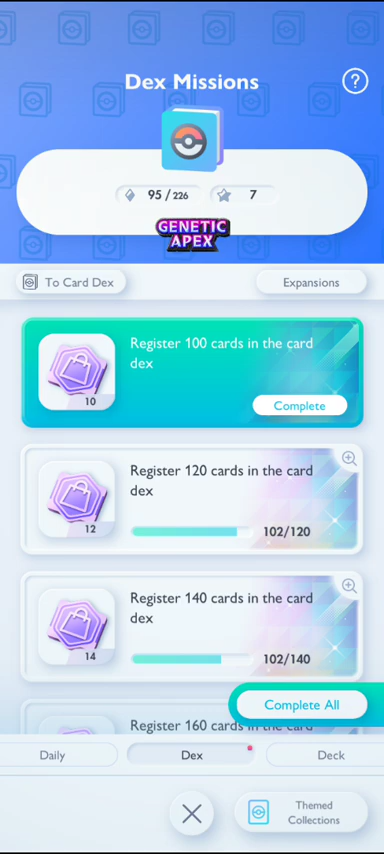 Dex Missions
?
95 / 226
7
GENETIC
APEX
To Card Dex
Expansions
Register 100 cards in the card
dex
10
Complete
Register 120 cards in the card
dex
12
102/120
Register 140 cards in the card
dex
14
102/140
Complete All
Register 160 cards in the card
Daily
Dex
Deck
Themed
Collections